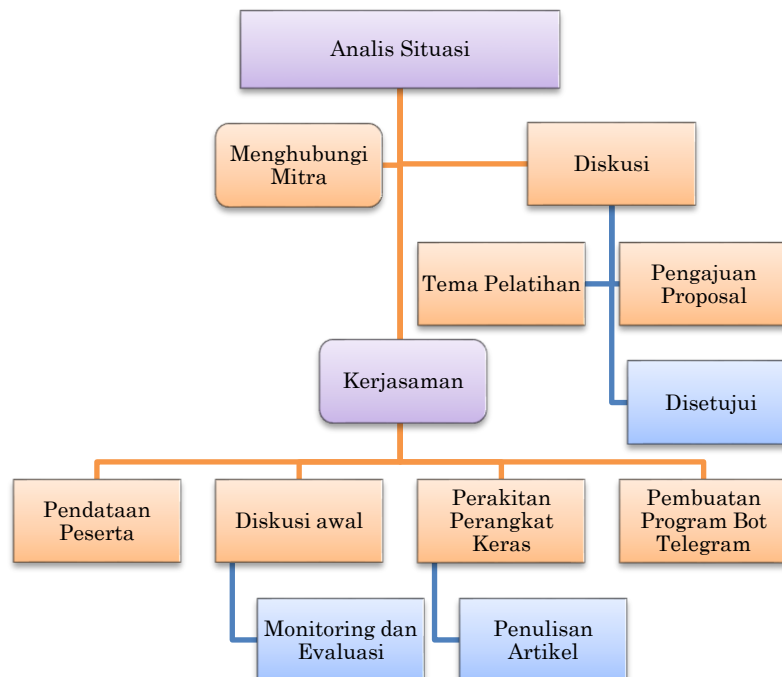 Analis Situasi
Menghubungi
Mitra
Diskusi
Tema Pelatihan
Pengajuan
Proposal
Kerjasaman
Disetujui
Pendataan
Peserta
Diskusi awal
Perakitan
Perangkat
Keras
Pembuatan
Program Bot
Telegram
Monitoring dan
Evaluasi
Penulisan
Artikel